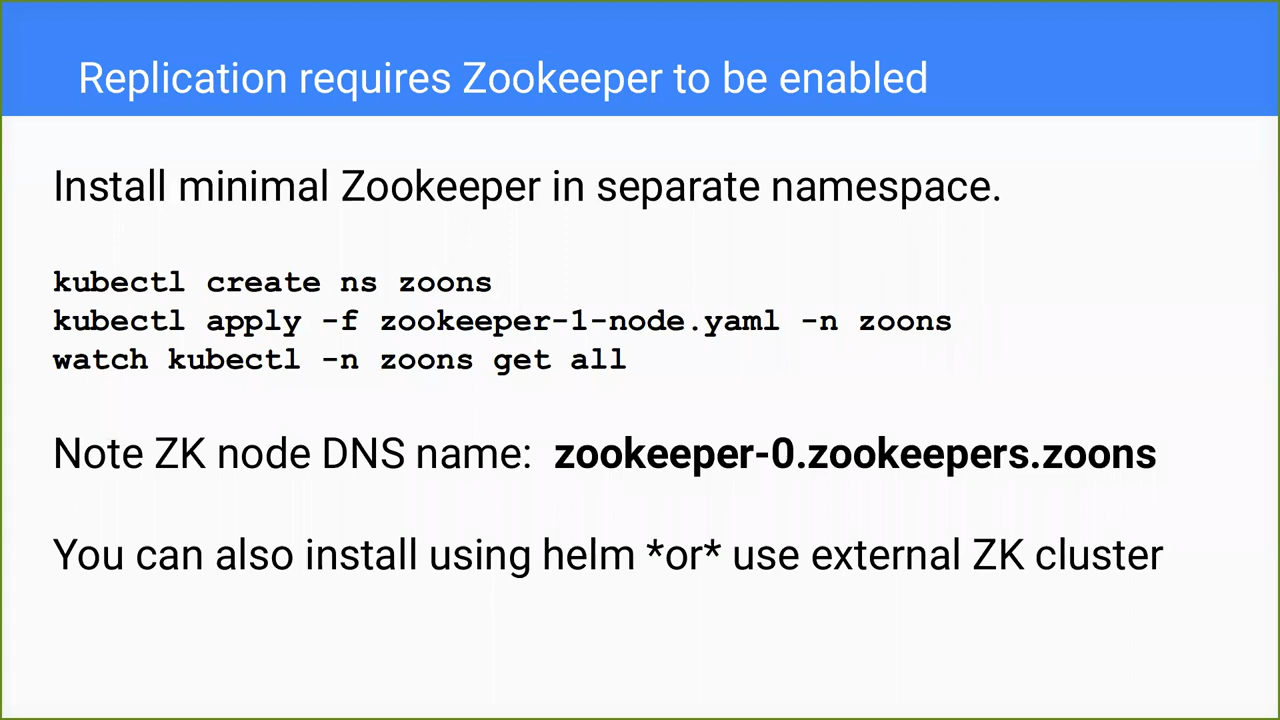 Replication requires Zookeeper to be enabled
Install minimal Zookeeper in separate namespace.
kubectl create ns zoons
kubectl apply -f zookeeper-1-node.yaml -n zoons
watch kubectl -n zoons get all
Note ZK node DNS name: zookeeper-0.zookeepers.zoons
You can also install using helm *or* use external ZK cluster